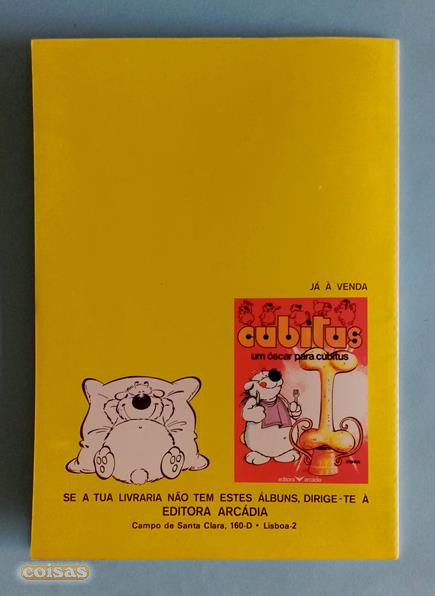 JÁ À VENDA
cubitus
um óscar para cubitus
editora arcádia
SE A TUA LIVRARIA NÃO TEM ESTES ÁLBUNS, DIRIGE-TE À
EDITORA ARCÁDIA
Campo de Santa Clara, 160-D • Lisboa-2
coisas